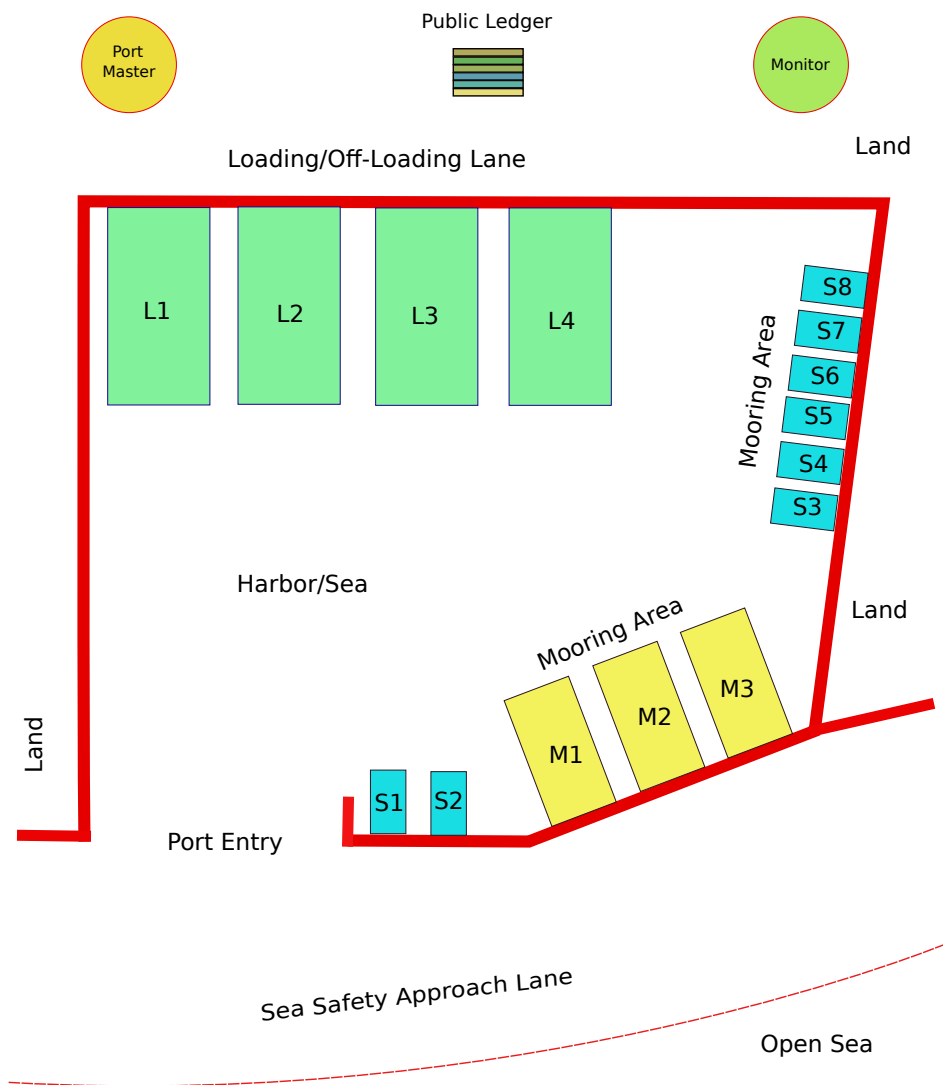 Public Ledger
Port
Master
Monitor
Land
Loading/Off-Loading Lane
L1
L2
L3
L4
S8
S7
S6
S5
S4
S3
Mooring Area
Harbor/Sea
Land
Mooring Area
M3
M2
M1
Land
S1
S2
Port Entry
Sea Safety Approach Lane
Open Sea